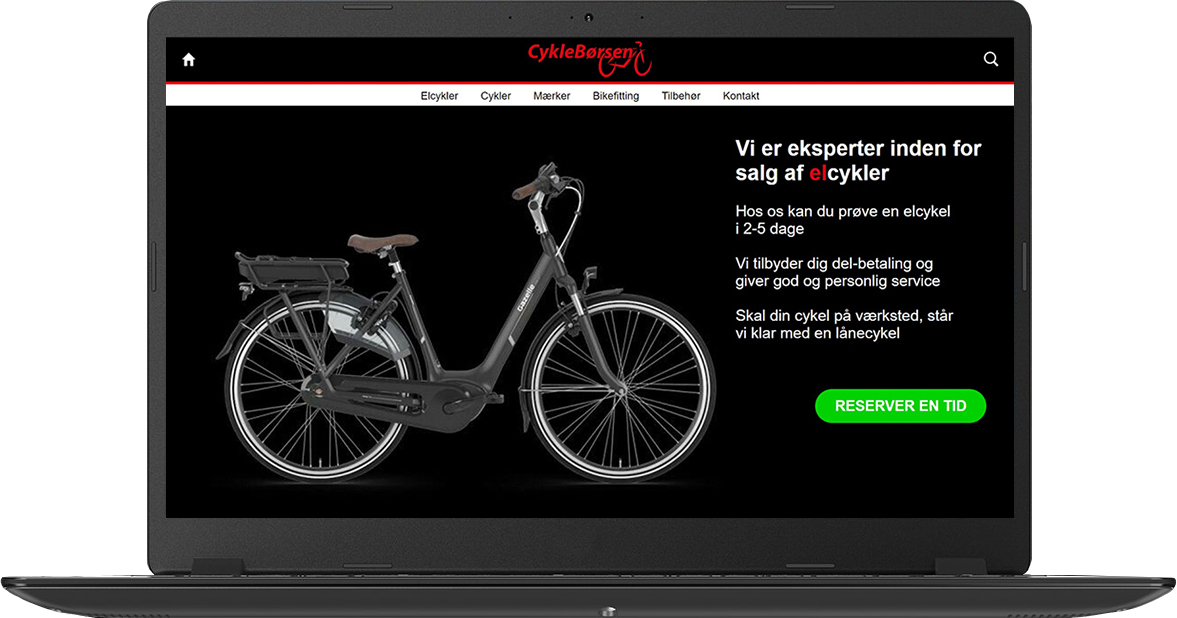 CykleBørsen
Elcykler Cykler Mærker Bikefitting Tilbehør Kontakt
Vi er eksperter inden for
salg af elcykler
Hos os kan du prøve en elcykel
i 2-5 dage
Vi tilbyder dig del-betaling og
giver god og personlig service
Skal din cykel på værksted, står
vi klar med en lånecykel
Gazelle
RESERVER EN TID